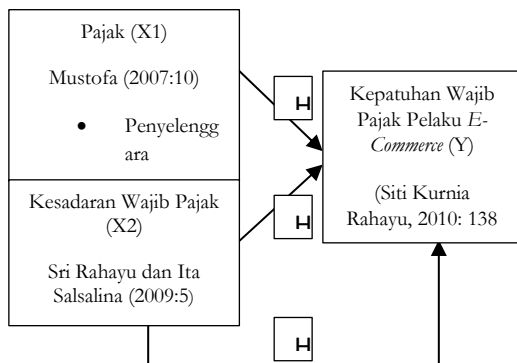 Pajak (X1)
Mustofa (2007:10)
• Penyelengg
ara
Kesadaran Wajib Pajak
(X2)
Sri Rahayu dan Ita
Salsalina (2009:5)
H
H
H
Kepatuhan Wajib
Pajak Pelaku E-
Commerce (Y)
(Siti Kurnia
Rahayu, 2010: 138